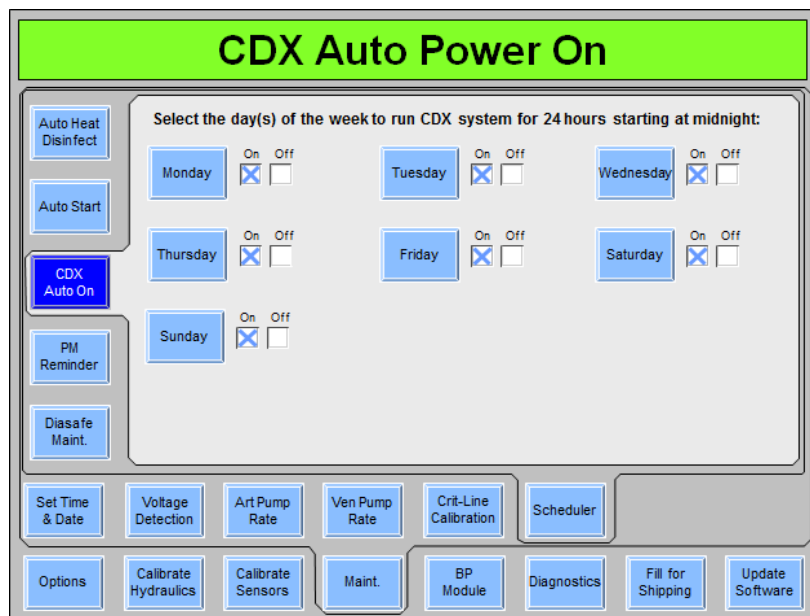 CDX Auto Power On
Select the day(s) of the week to run CDX system for 24 hours starting at midnight:
Auto Heat
Disinfect
Auto Start
CDX
Auto On
PM
Reminder
Diasafe
Maint.
Monday On Off
Tuesday On Off
Wednesday On Off
Thursday On Off
Friday On Off
Saturday On Off
Sunday On Off
Set Time
& Date
Voltage
Detection
Art Pump
Rate
Ven Pump
Rate
Crit-Line
Calibration
Scheduler
Options
Calibrate
Hydraulics
Calibrate
Sensors
Maint.
BP
Module
Diagnostics
Fill for
Shipping
Update
Software